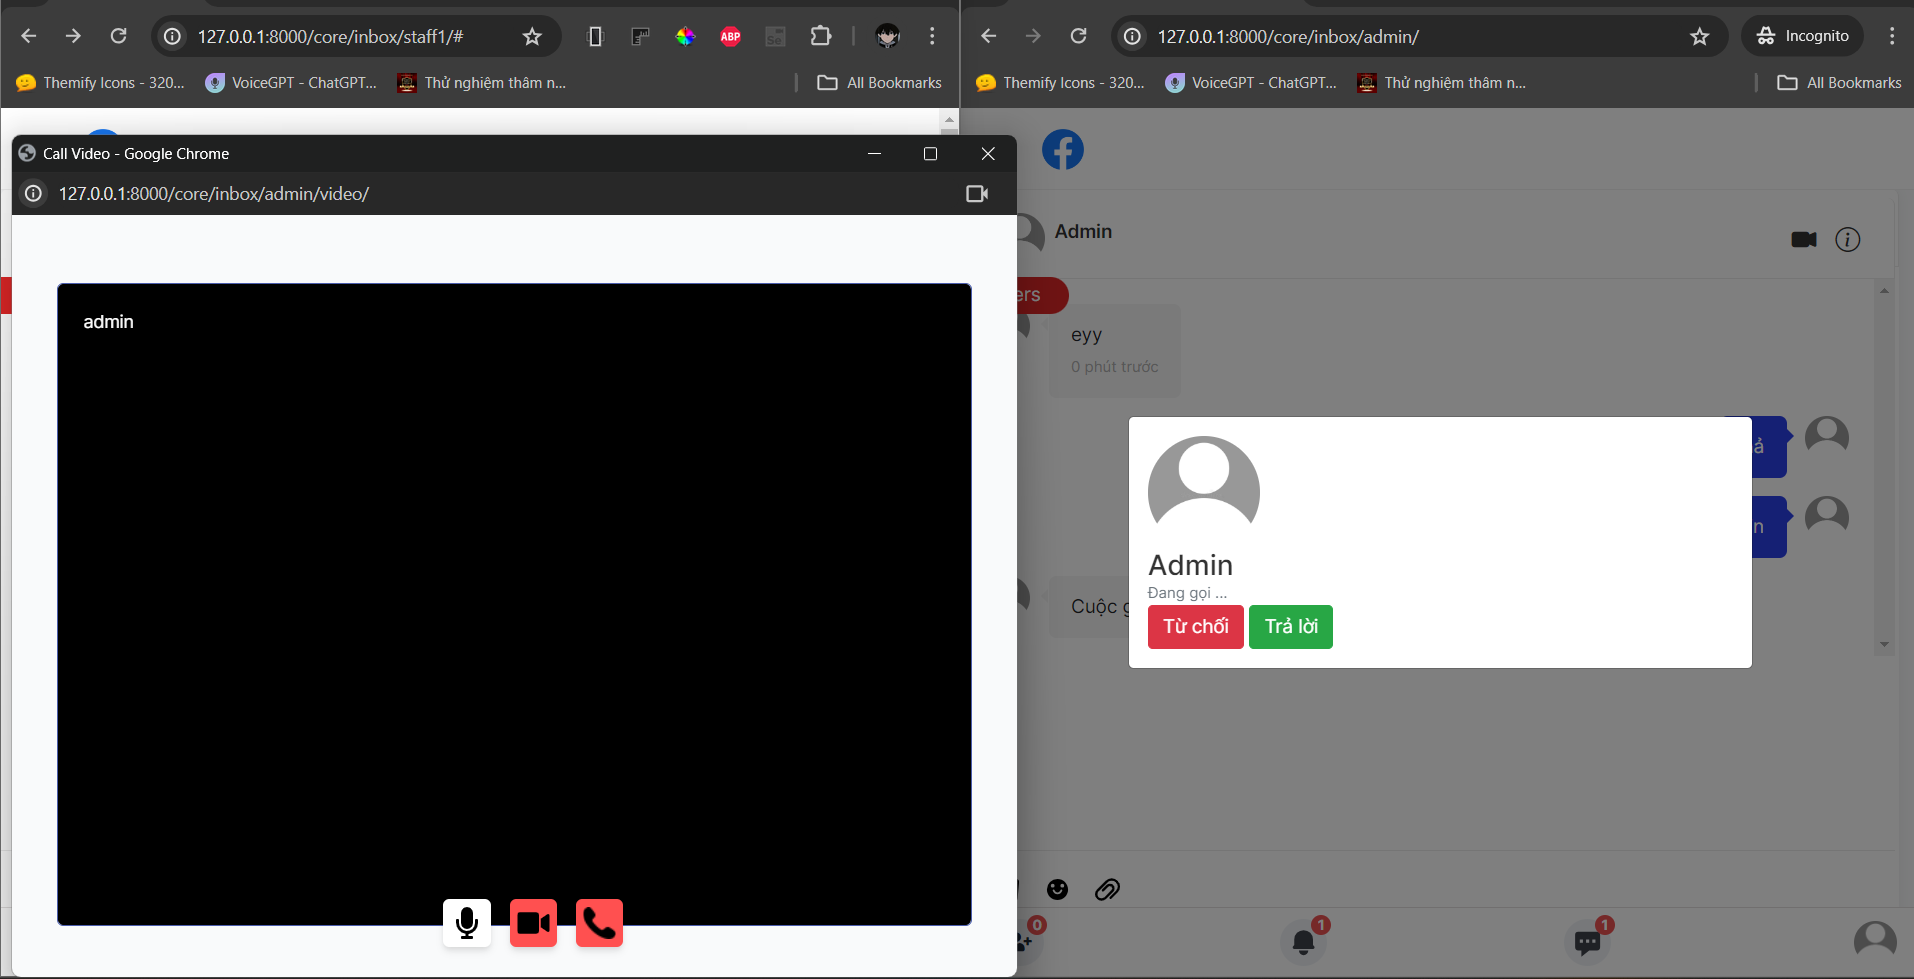 127.0.0.1:8000/core/inbox/staff1/#
ABP
Se
Themify Icons - 320...
VoiceGPT - ChatGPT...
Thử nghiệm thâm n...
All Bookmarks
127.0.0.1:8000/core/inbox/admin/
Incognito
Themify Icons - 320...
VoiceGPT - ChatGPT...
Thử nghiệm thâm n...
All Bookmarks
Call Video - Google Chrome
127.0.0.1:8000/core/inbox/admin/video/
admin
Admin
ers
eyy
0 phút trước
ả
n
Cuộc g
Admin
Đang gọi ...
Từ chối
Trả lời
0
1
1